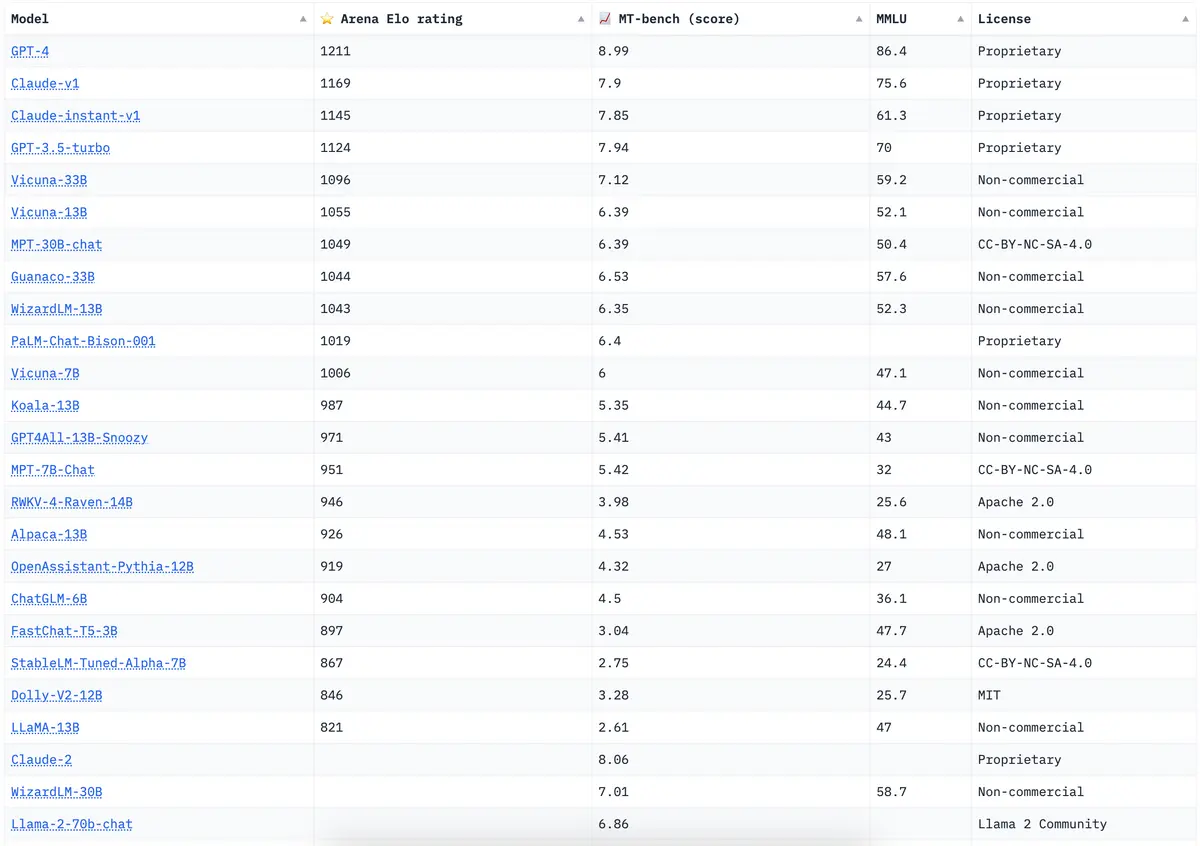 Model ▲ ⭐ Arena Elo rating ▲ 📈 MT-bench (score) ▲ MMLU ▲ License ▲
GPT-4 1211 8.99 86.4 Proprietary
Claude-v1 1169 7.9 75.6 Proprietary
Claude-instant-v1 1145 7.85 61.3 Proprietary
GPT-3.5-turbo 1124 7.94 70 Proprietary
Vicuna-33B 1096 7.12 59.2 Non-commercial
Vicuna-13B 1055 6.39 52.1 Non-commercial
MPT-30B-chat 1049 6.39 50.4 CC-BY-NC-SA-4.0
Guanaco-33B 1044 6.53 57.6 Non-commercial
WizardLM-13B 1043 6.35 52.3 Non-commercial
PaLM-Chat-Bison-001 1019 6.4 Proprietary
Vicuna-7B 1006 6 47.1 Non-commercial
Koala-13B 987 5.35 44.7 Non-commercial
GPT4All-13B-Snoozy 971 5.41 43 Non-commercial
MPT-7B-Chat 951 5.42 32 CC-BY-NC-SA-4.0
RWKV-4-Raven-14B 946 3.98 25.6 Apache 2.0
Alpaca-13B 926 4.53 48.1 Non-commercial
OpenAssistant-Pythia-12B 919 4.32 27 Apache 2.0
ChatGLM-6B 904 4.5 36.1 Non-commercial
FastChat-T5-3B 897 3.04 47.7 Apache 2.0
StableLM-Tuned-Alpha-7B 867 2.75 24.4 CC-BY-NC-SA-4.0
Dolly-V2-12B 846 3.28 25.7 MIT
LLaMA-13B 821 2.61 47 Non-commercial
Claude-2 8.06 Proprietary
WizardLM-30B 7.01 58.7 Non-commercial
Llama-2-70b-chat 6.86 Llama 2 Community